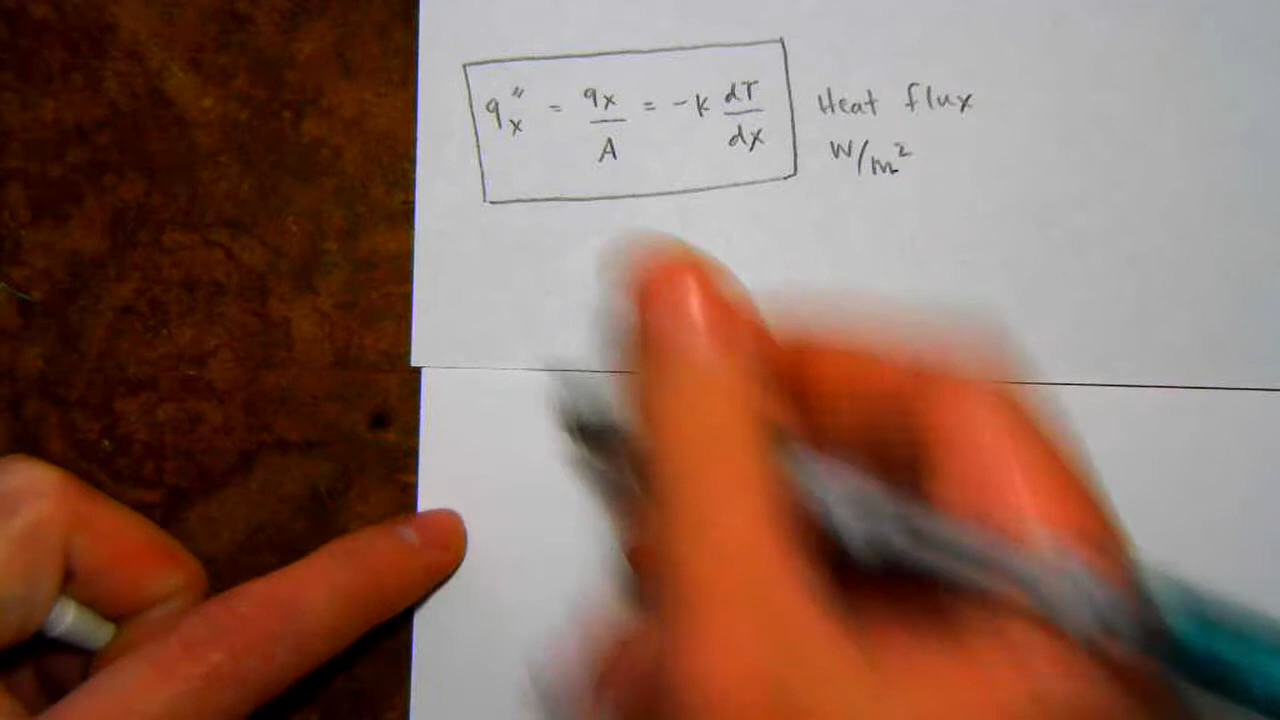 q″ₓ = qₓ/A = -k dT/dx Heat flux
W/m²